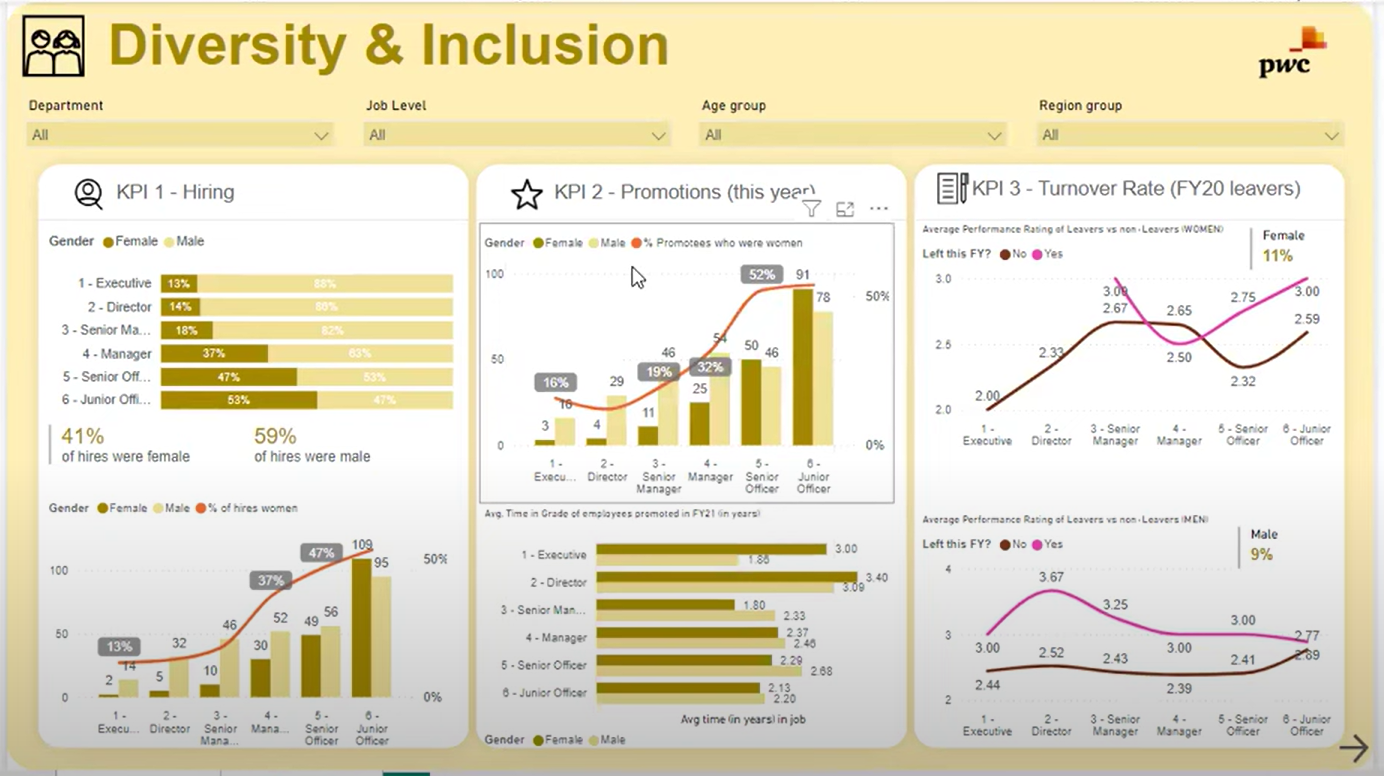 Diversity & Inclusion
pwc
Department
Job Level
Age group
Region group
All
All
All
All
KPI 1 - Hiring
Gender Female Male
1 - Executive 13% 88%
2 - Director 14% 86%
3 - Senior Ma... 18% 82%
4 - Manager 37% 63%
5 - Senior Off... 47% 53%
6 - Junior Offi... 53% 47%
41%
of hires were female
59%
of hires were male
Gender Female Male % of hires women
100
50
0
50%
0%
13%
37%
47%
2
14
5
32
10
46
30
52
49
56
109
95
1 -
Execu...
2 -
Director
3 -
Senior
Mana...
4 -
Mana...
5 -
Senior
Officer
6 -
Junior
Officer
KPI 2 - Promotions (this year)
Gender Female Male % Promotees who were women
100
50
0
50%
0%
16%
19%
32%
52%
3
16
4
29
11
46
25
54
50
46
91
78
1 -
Execu...
2 -
Director
3 -
Senior
Manager
4 -
Manager
5 -
Senior
Officer
6 -
Junior
Officer
Avg. Time in Grade of employees promoted in FY21 (in years)
1 - Executive 3.00
1.86
2 - Director 3.40
3.09
3 - Senior Man... 1.80
2.33
4 - Manager 2.37
2.46
5 - Senior Officer 2.29
2.68
6 - Junior Officer 2.13
2.20
Avg time (in years) in job
Gender Female Male
KPI 3 - Turnover Rate (FY20 leavers)
Average Performance Rating of Leavers vs non-Leavers (WOMEN)
Left this FY? No Yes
Female
11%
3.0
2.5
2.0
2.00
2.33
3.00
2.67
2.65
2.50
2.75
2.32
3.00
2.59
1 -
Executive
2 -
Director
3 - Senior
Manager
4 -
Manager
5 - Senior
Officer
6 - Junior
Officer
Average Performance Rating of Leavers vs non-Leavers (MEN)
Left this FY? No Yes
Male
9%
4
3
2
3.00
2.44
3.67
2.52
3.25
2.43
3.00
2.39
3.00
2.41
2.77
2.89
1 -
Executive
2 -
Director
3 - Senior
Manager
4 -
Manager
5 - Senior
Officer
6 - Junior
Officer